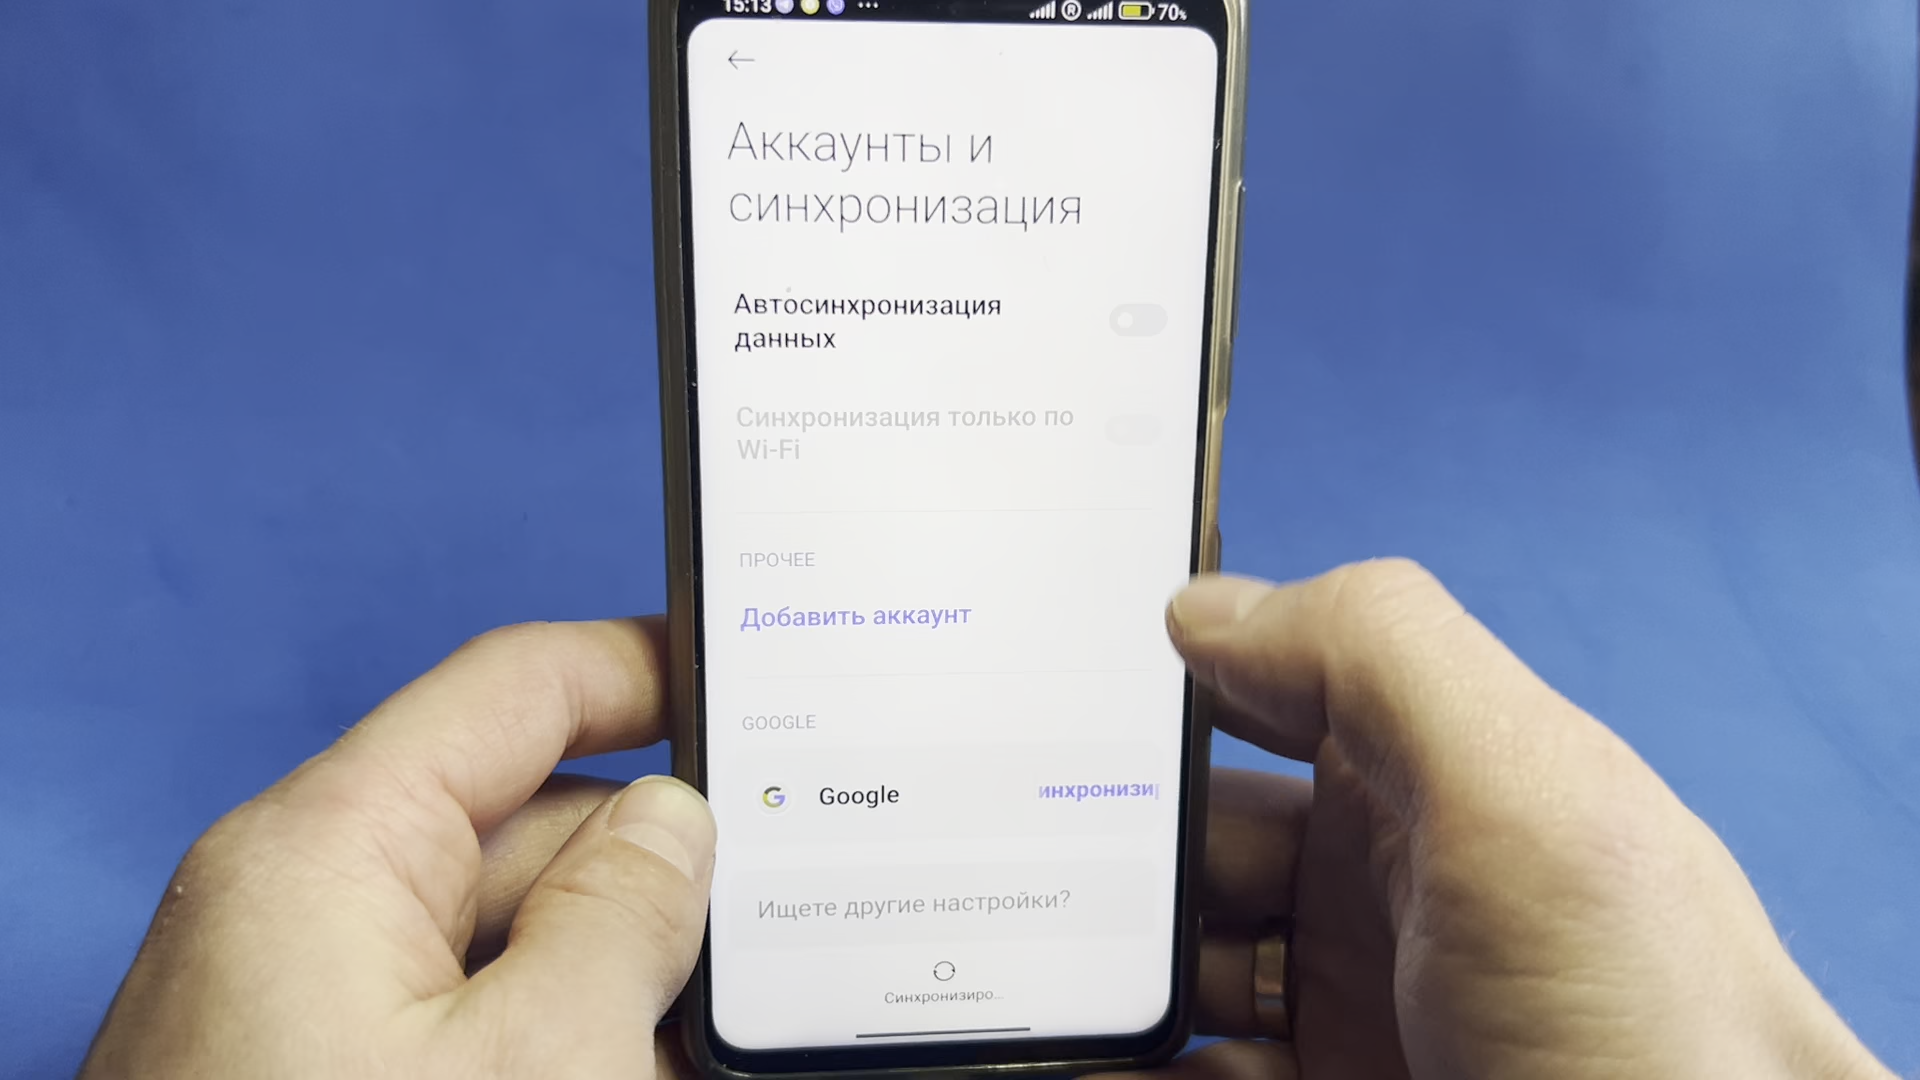 15:13 ... 70%
Аккаунты и
синхронизация
Автосинхронизация
данных
Синхронизация только по
Wi-Fi
ПРОЧЕЕ
Добавить аккаунт
GOOGLE
Google инхронизи
Ищете другие настройки?
Синхронизиро...